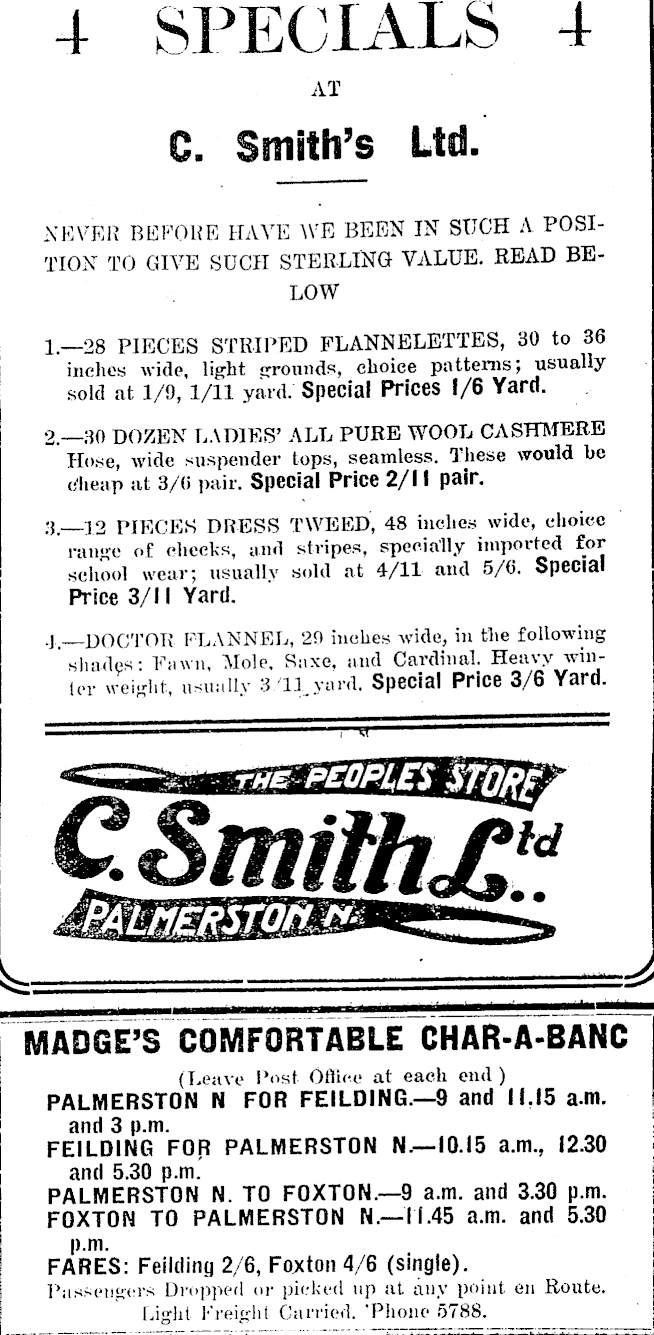 4 SPECIALS 4
AT
C. Smith's Ltd.
NEVER BEFORE HAVE WE BEEN IN SUCH A POSI-
TION TO GIVE SUCH STERLING VALUE. READ BE-
LOW
1.—28 PIECES STRIPED FLANNELETTES, 30 to 36
inches wide, light grounds, choice patterns; usually
sold at 1/9, 1/11 yard. Special Prices 1/6 Yard.
2.—30 DOZEN LADIES' ALL PURE WOOL CASHMERE
Hose, wide suspender tops, seamless. These would be
cheap at 3/6 pair. Special Price 2/11 pair.
3.—12 PIECES DRESS TWEED, 48 inches wide, choice
range of checks, and stripes, specially imported for
school wear; usually sold at 4/11 and 5/6. Special
Price 3/11 Yard.
4.—DOCTOR FLANNEL, 29 inches wide, in the following
shades: Fawn, Mole, Saxe, and Cardinal. Heavy win-
ter weight, usually 3/11 yard. Special Price 3/6 Yard.
THE PEOPLES STORE
C. Smith Ltd..
PALMERSTON N.
MADGE'S COMFORTABLE CHAR-A-BANC
(Leave Post Office at each end)
PALMERSTON N FOR FEILDING.—9 and 11.15 a.m.
and 3 p.m.
FEILDING FOR PALMERSTON N.—10.15 a.m., 12.30
and 5.30 p.m.
PALMERSTON N. TO FOXTON.—9 a.m. and 3.30 p.m.
FOXTON TO PALMERSTON N.—11.45 a.m. and 5.30
p.m.
FARES: Feilding 2/6, Foxton 4/6 (single).
Passengers Dropped or picked up at any point en Route.
Light Freight Carried. 'Phone 5788.